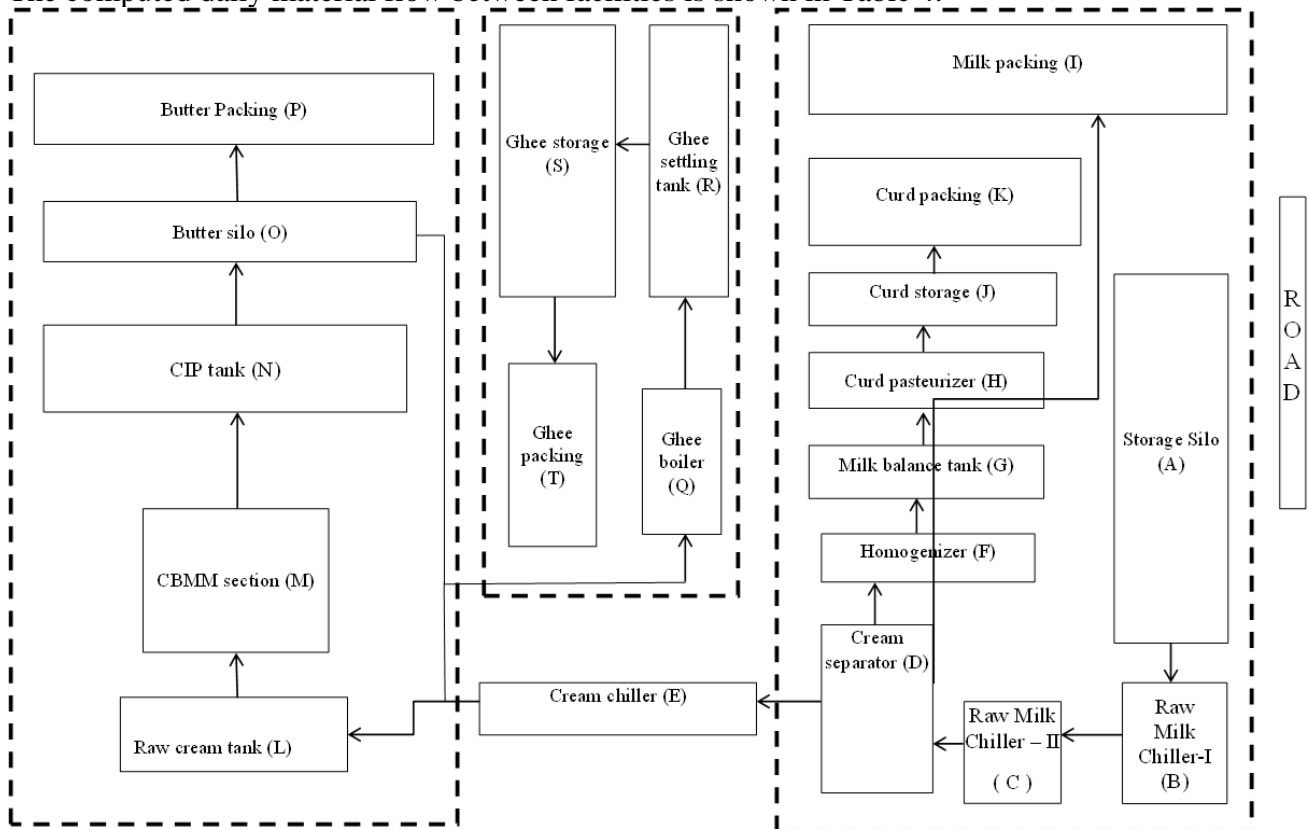 The computed daily material flow between facilities is shown in Table 4.
Butter Packing (P)
Butter silo (O)
CIP tank (N)
CBMM section (M)
Raw cream tank (L)
Ghee storage
(S)
Ghee
settling
tank (R)
Ghee
packing
(T)
Ghee
boiler
(Q)
Cream chiller (E)
Milk packing (I)
Curd packing (K)
Curd storage (J)
Curd pasteurizer (H)
Milk balance tank (G)
Homogenizer (F)
Cream
separator (D)
Storage Silo
(A)
Raw Milk
Chiller – II
( C )
Raw
Milk
Chiller-I
(B)
R
O
A
D